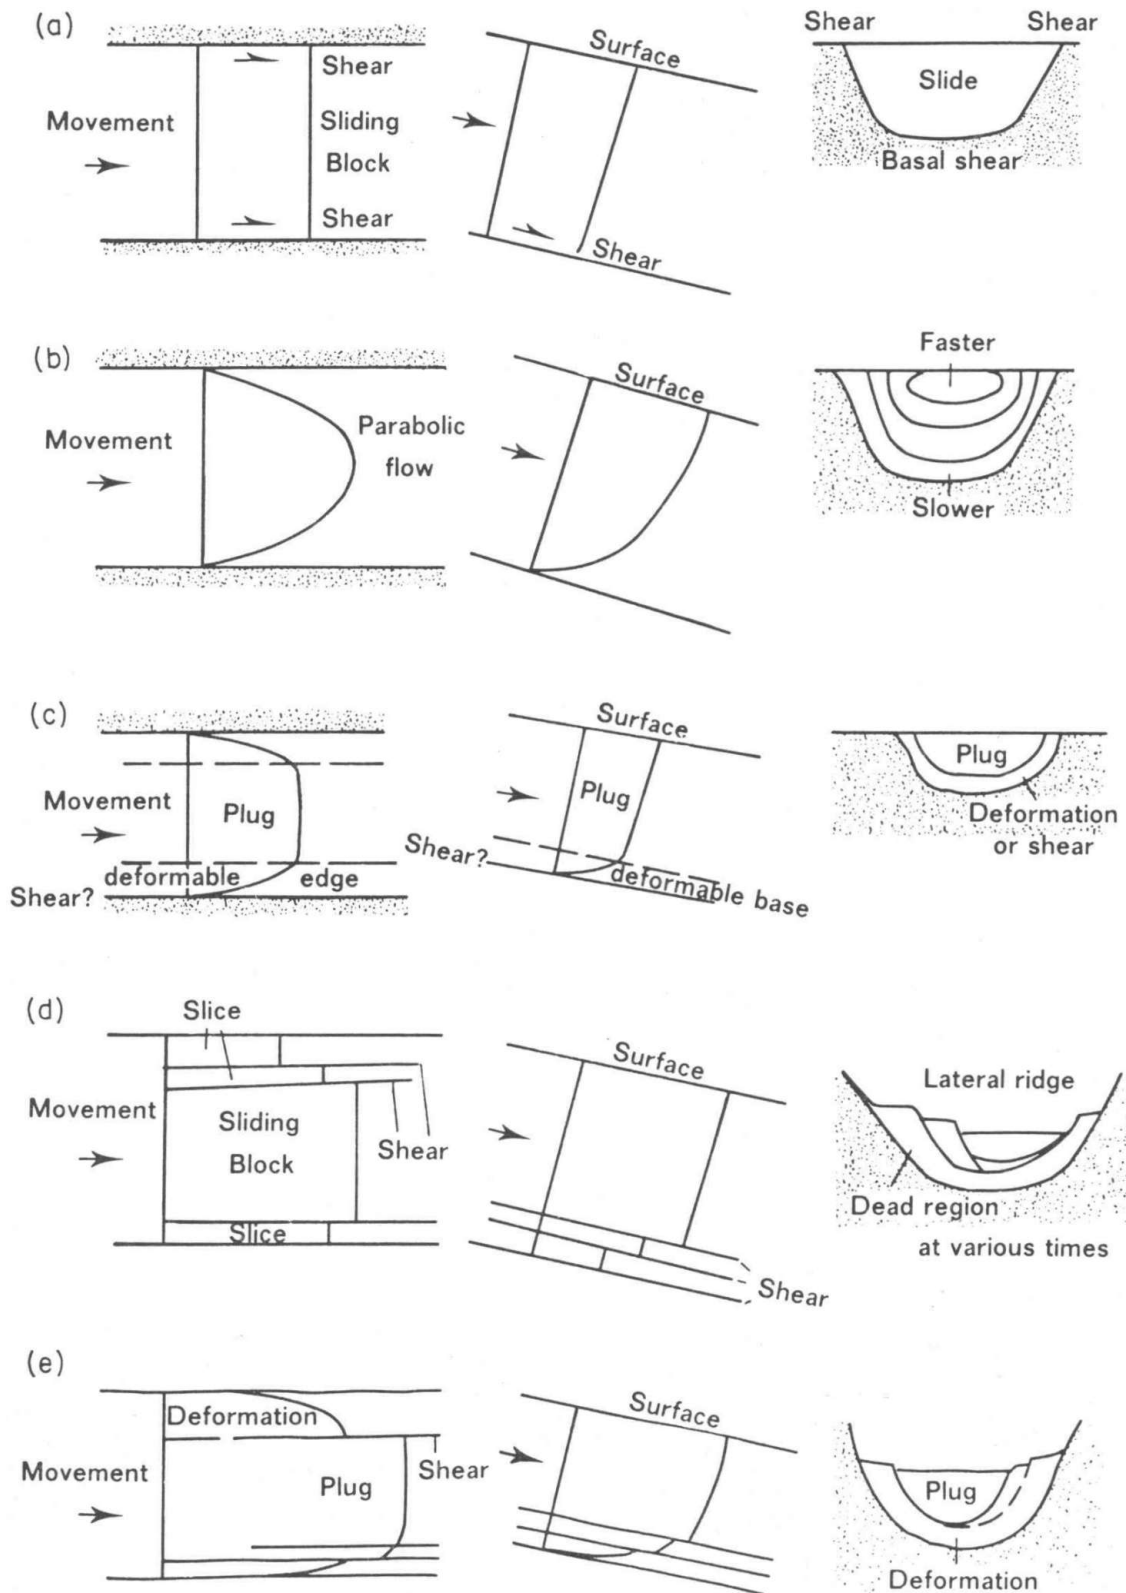 (a)
Shear
Movement
Sliding
Block
Shear
Surface
Shear
Shear
Shear
Slide
Basal shear
(b)
Movement
Parabolic
flow
Surface
Faster
Slower
(c)
Movement
Plug
deformable edge
Shear?
Surface
Plug
Shear?
deformable base
Plug
Deformation
or shear
(d)
Slice
Movement
Sliding
Block
Shear
Slice
Surface
Shear
Lateral ridge
Dead region
at various times
(e)
Deformation
Movement
Shear
Plug
Surface
Plug
Deformation